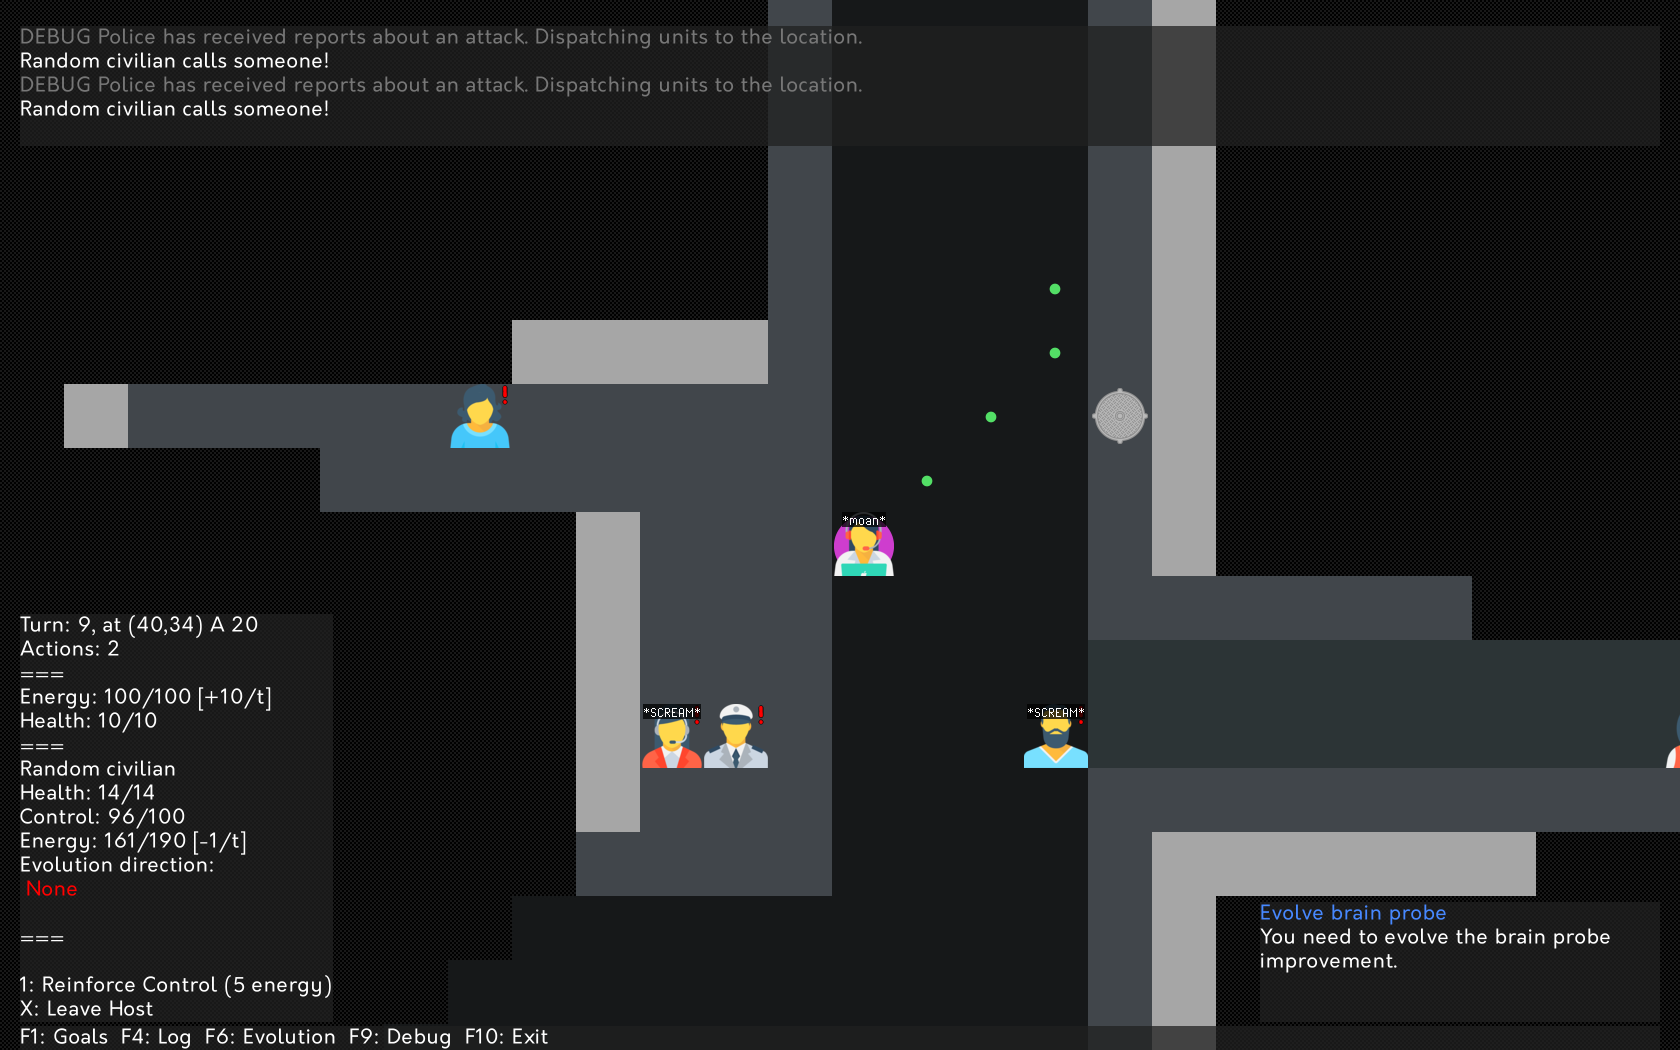 DEBUG Police has received reports about an attack. Dispatching units to the location.
Random civilian calls someone!
DEBUG Police has received reports about an attack. Dispatching units to the location.
Random civilian calls someone!
!
*moan*
Turn: 9, at (40,34) A 20
Actions: 2
===
Energy: 100/100 [+10/t]
Health: 10/10
===
Random civilian
Health: 14/14
Control: 96/100
Energy: 161/190 [-1/t]
Evolution direction:
None
===
1: Reinforce Control (5 energy)
X: Leave Host
*SCREAM*
!
*SCREAM*
Evolve brain probe
You need to evolve the brain probe
improvement.
F1: Goals F4: Log F6: Evolution F9: Debug F10: Exit